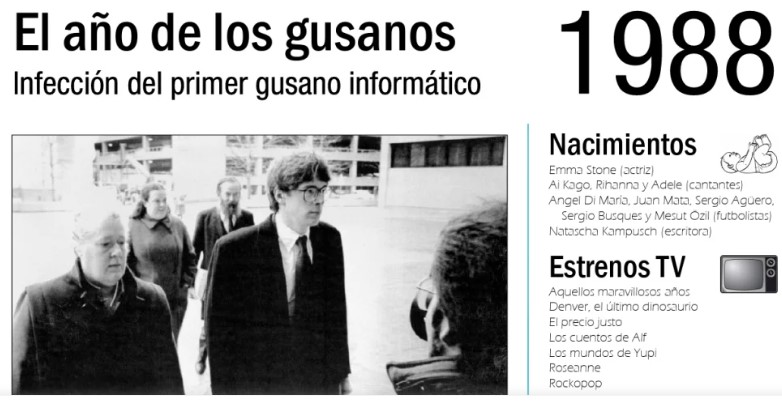 El año de los gusanos
Infección del primer gusano informático
1988
Nacimientos
Emma Stone (actriz)
Ai Kago, Rihanna y Adele (cantantes)
Angel Di María, Juan Mata, Sergio Agüero,
Sergio Busques y Mesut Özil (futbolistas)
Natascha Kampusch (escritora)
Estrenos TV
Aquellos maravillosos años
Denver, el último dinosaurio
El precio justo
Los cuentos de Alf
Los mundos de Yupi
Roseanne
Rockopop